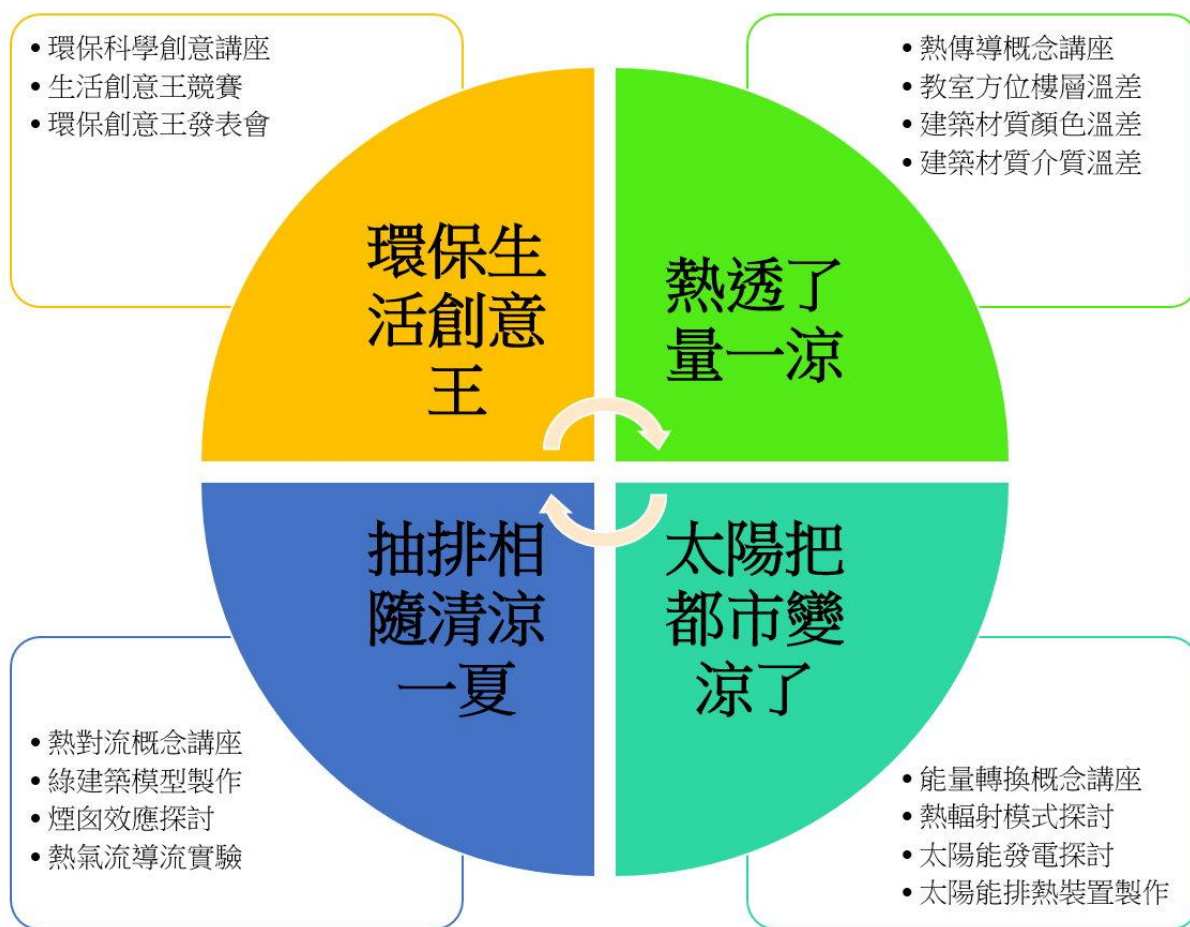 • 環保科學創意講座
• 生活創意王競賽
• 環保創意王發表會
• 熱傳導概念講座
• 教室方位樓層溫差
• 建築材質顏色溫差
• 建築材質介質溫差
環保生
活創意
王
熱透了
量一涼
抽排相
隨清涼
一夏
太陽把
都市變
涼了
• 熱對流概念講座
• 綠建築模型製作
• 煙囪效應探討
• 熱氣流導流實驗
• 能量轉換概念講座
• 熱輻射模式探討
• 太陽能發電探討
• 太陽能排熱裝置製作